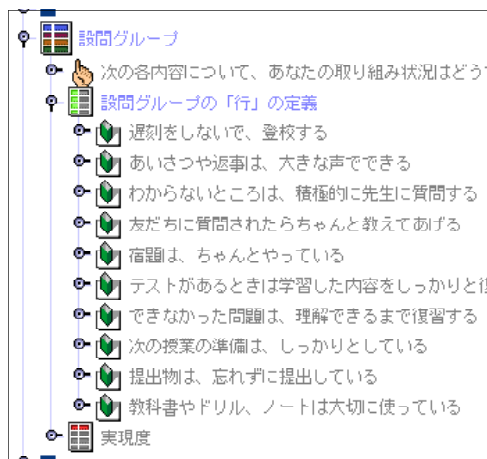 設問グループ
次の各内容について、あなたの取り組み状況はどう
設問グループの「行」の定義
遅刻をしないで、登校する
あいさつや返事は、大きな声でできる
わからないところは、積極的に先生に質問する
友だちに質問されたらちゃんと教えてあげる
宿題は、ちゃんとやっている
テストがあるときは学習した内容をしっかりと
できなかった問題は、理解できるまで復習する
次の授業の準備は、しっかりとしている
提出物は、忘れずに提出している
教科書やドリル、ノートは大切に使っている
実現度